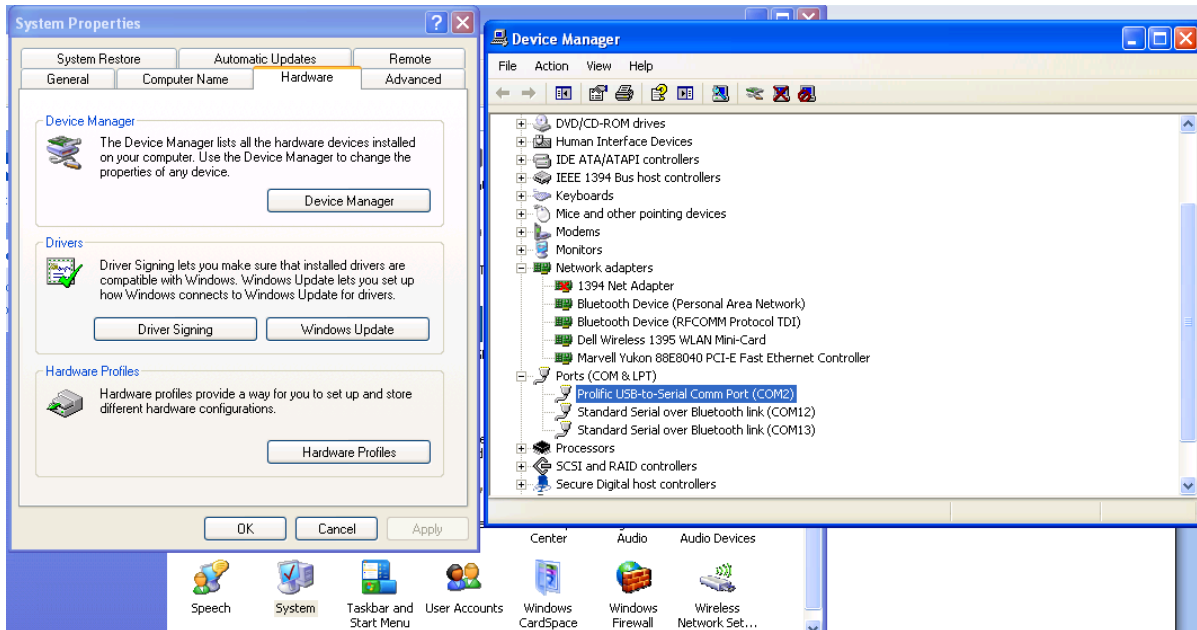 System Properties
System Restore
Automatic Updates
Remote
General
Computer Name
Hardware
Advanced
Device Manager
The Device Manager lists all the hardware devices installed
on your computer. Use the Device Manager to change the
properties of any device.
Device Manager
Drivers
Driver Signing lets you make sure that installed drivers are
compatible with Windows. Windows Update lets you set up
how Windows connects to Windows Update for drivers.
Driver Signing
Windows Update
Hardware Profiles
Hardware profiles provide a way for you to set up and store
different hardware configurations.
Hardware Profiles
OK
Cancel
Apply
Device Manager
File
Action
View
Help
DVD/CD-ROM drives
Human Interface Devices
IDE ATA/ATAPI controllers
IEEE 1394 Bus host controllers
Keyboards
Mice and other pointing devices
Modems
Monitors
Network adapters
1394 Net Adapter
Bluetooth Device (Personal Area Network)
Bluetooth Device (RFCOMM Protocol TDI)
Dell Wireless 1395 WLAN Mini-Card
Marvell Yukon 88E8040 PCI-E Fast Ethernet Controller
Ports (COM & LPT)
Prolific USB-to-Serial Comm Port (COM2)
Standard Serial over Bluetooth link (COM12)
Standard Serial over Bluetooth link (COM13)
Processors
SCSI and RAID controllers
Secure Digital host controllers
Center
Audio
Audio Devices
Speech
System
Taskbar and
Start Menu
User Accounts
Windows
CardSpace
Windows
Firewall
Wireless
Network Set...